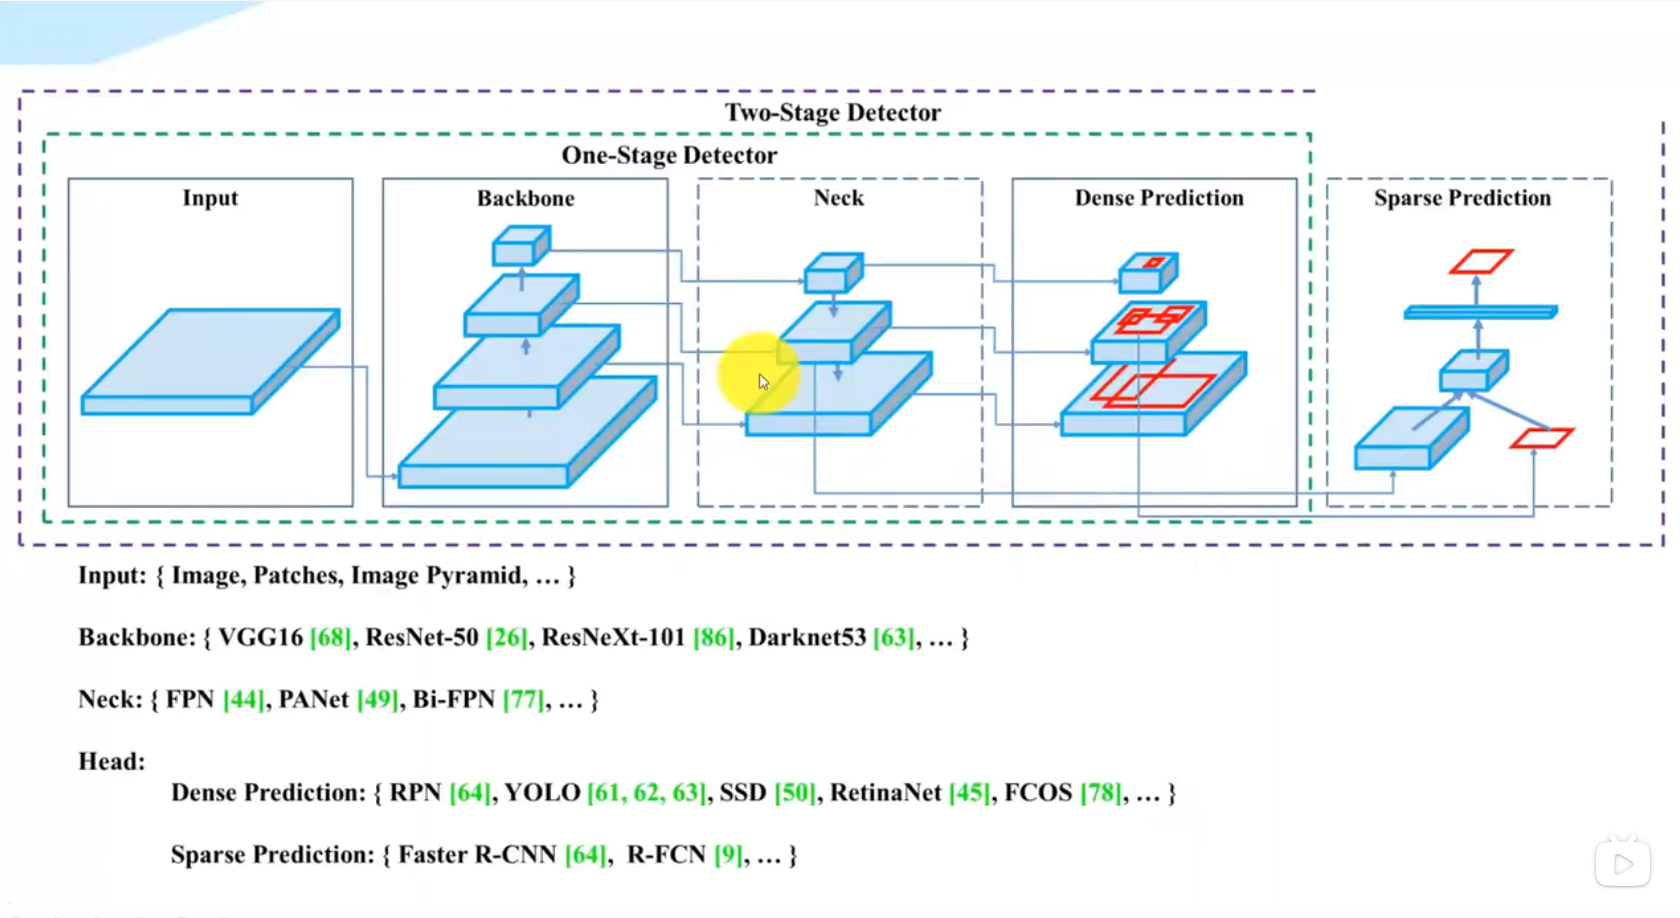 Two-Stage Detector
One-Stage Detector
Input
Backbone
Neck
Dense Prediction
Sparse Prediction
Input: { Image, Patches, Image Pyramid, … }
Backbone: { VGG16 [68], ResNet-50 [26], ResNeXt-101 [86], Darknet53 [63], … }
Neck: { FPN [44], PANet [49], Bi-FPN [77], … }
Head:
Dense Prediction: { RPN [64], YOLO [61, 62, 63], SSD [50], RetinaNet [45], FCOS [78], … }
Sparse Prediction: { Faster R-CNN [64], R-FCN [9], … }